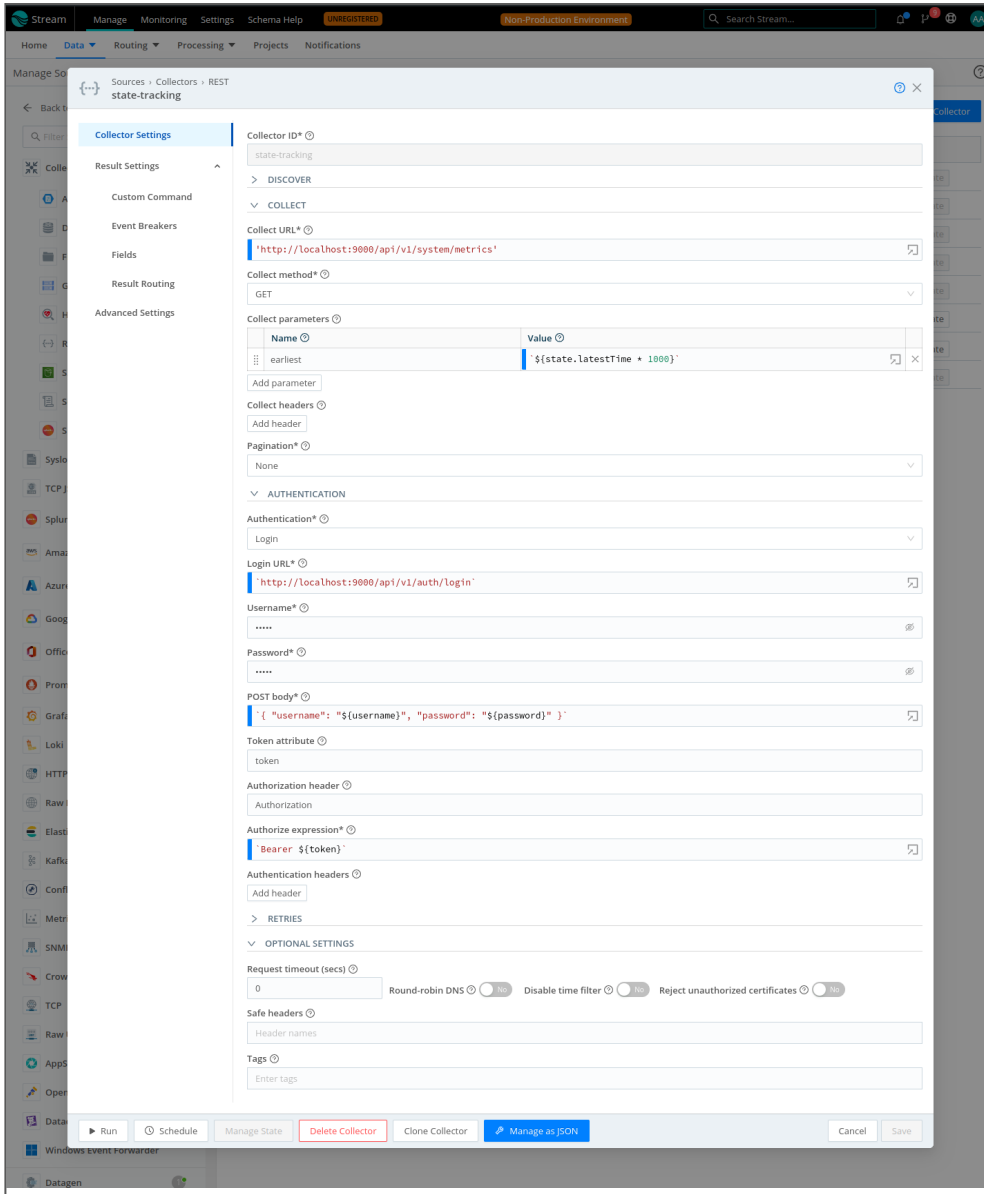 Stream Manage Monitoring Settings Schema Help UNREGISTERED Non-Production Environment Search Stream... 9 AA
Home Data Routing Processing Projects Notifications
Manage So
Sources › Collectors › REST
state-tracking
← Back t
Collector
Filter
Collector Settings
Result Settings
Custom Command
Event Breakers
Fields
Result Routing
Advanced Settings
Colle
A
D
F
G
H
R
S
S
S
Syslo
TCP J
Splun
Amaz
Azure
Goog
Offic
Prom
Grafa
Loki
HTTP
Raw
Elasti
Kafka
Confl
Metri
SNMP
Crow
TCP
Raw
AppS
Open
Data
Windows Event Forwarder
Datagen
Collector ID*
state-tracking
> DISCOVER
COLLECT
Collect URL*
'http://localhost:9000/api/v1/system/metrics'
Collect method*
GET
Collect parameters
Name Value
earliest `${state.latestTime * 1000}`
Add parameter
Collect headers
Add header
Pagination*
None
AUTHENTICATION
Authentication*
Login
Login URL*
`http://localhost:9000/api/v1/auth/login`
Username*
•••••
Password*
•••••
POST body*
`{ "username": "${username}", "password": "${password}" }`
Token attribute
token
Authorization header
Authorization
Authorize expression*
`Bearer ${token}`
Authentication headers
Add header
> RETRIES
OPTIONAL SETTINGS
Request timeout (secs)
0 Round-robin DNS No Disable time filter No Reject unauthorized certificates No
Safe headers
Header names
Tags
Enter tags
Run Schedule Manage State Delete Collector Clone Collector Manage as JSON Cancel Save